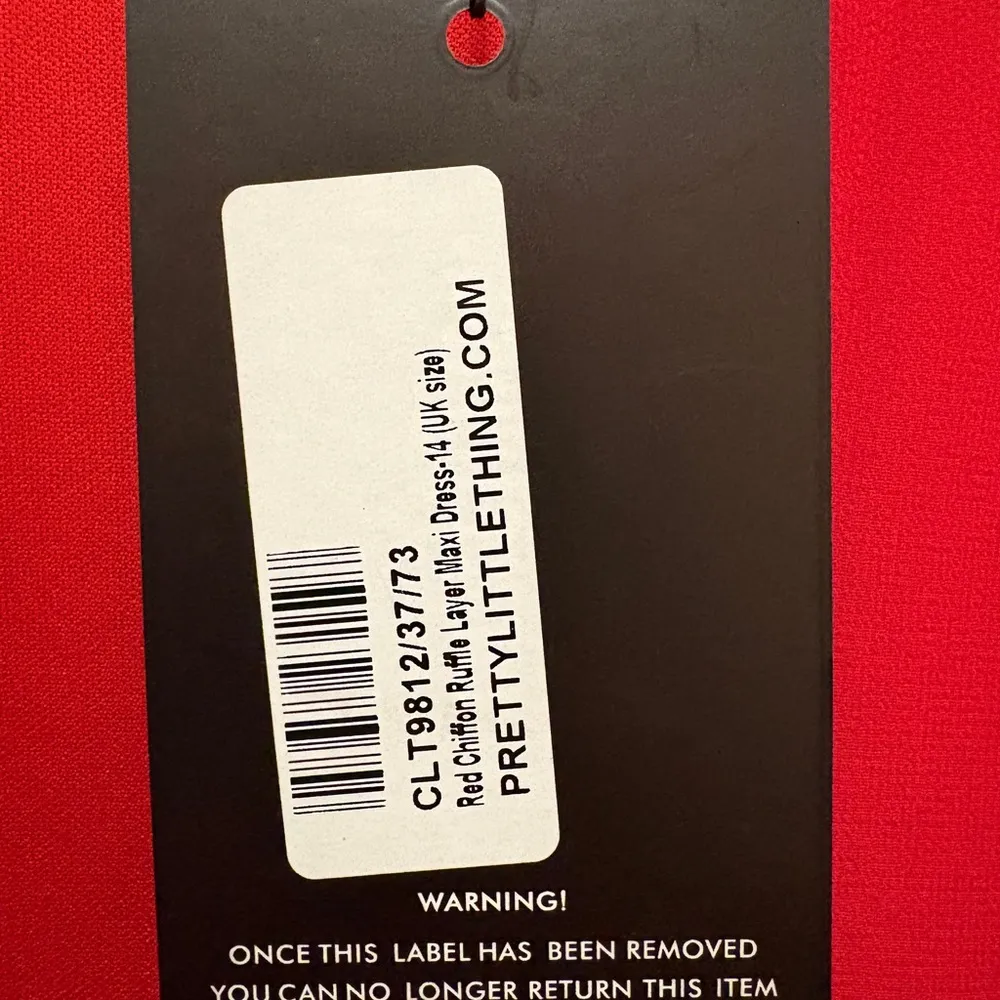 CLT9812/37/73
Red Chiffon Ruffle Layer Maxi Dress-14 (UK size)
PRETTYLITTLETHING.COM
WARNING!
ONCE THIS LABEL HAS BEEN REMOVED
YOU CAN NO LONGER RETURN THIS ITEM